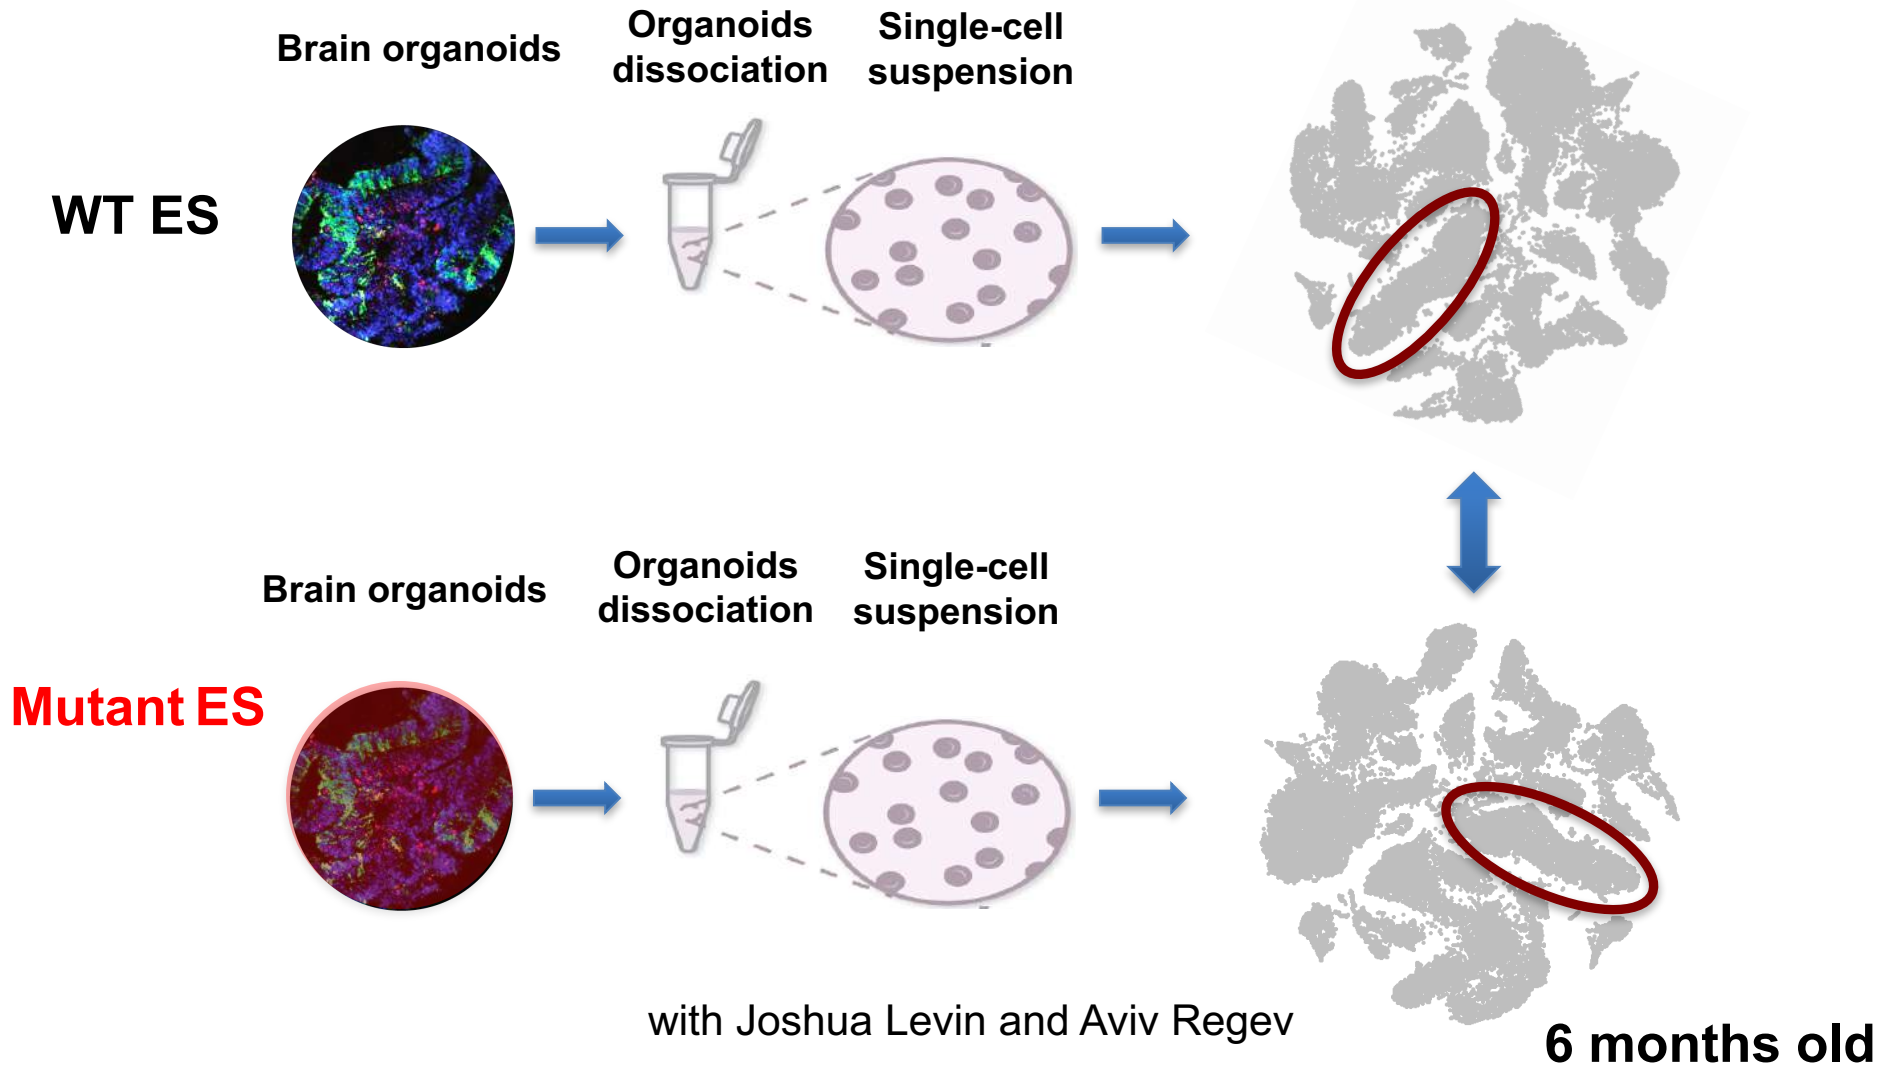 Brain organoids
Organoids
dissociation
Single-cell
suspension
WT ES
Brain organoids
Organoids
dissociation
Single-cell
suspension
Mutant ES
with Joshua Levin and Aviv Regev
6 months old